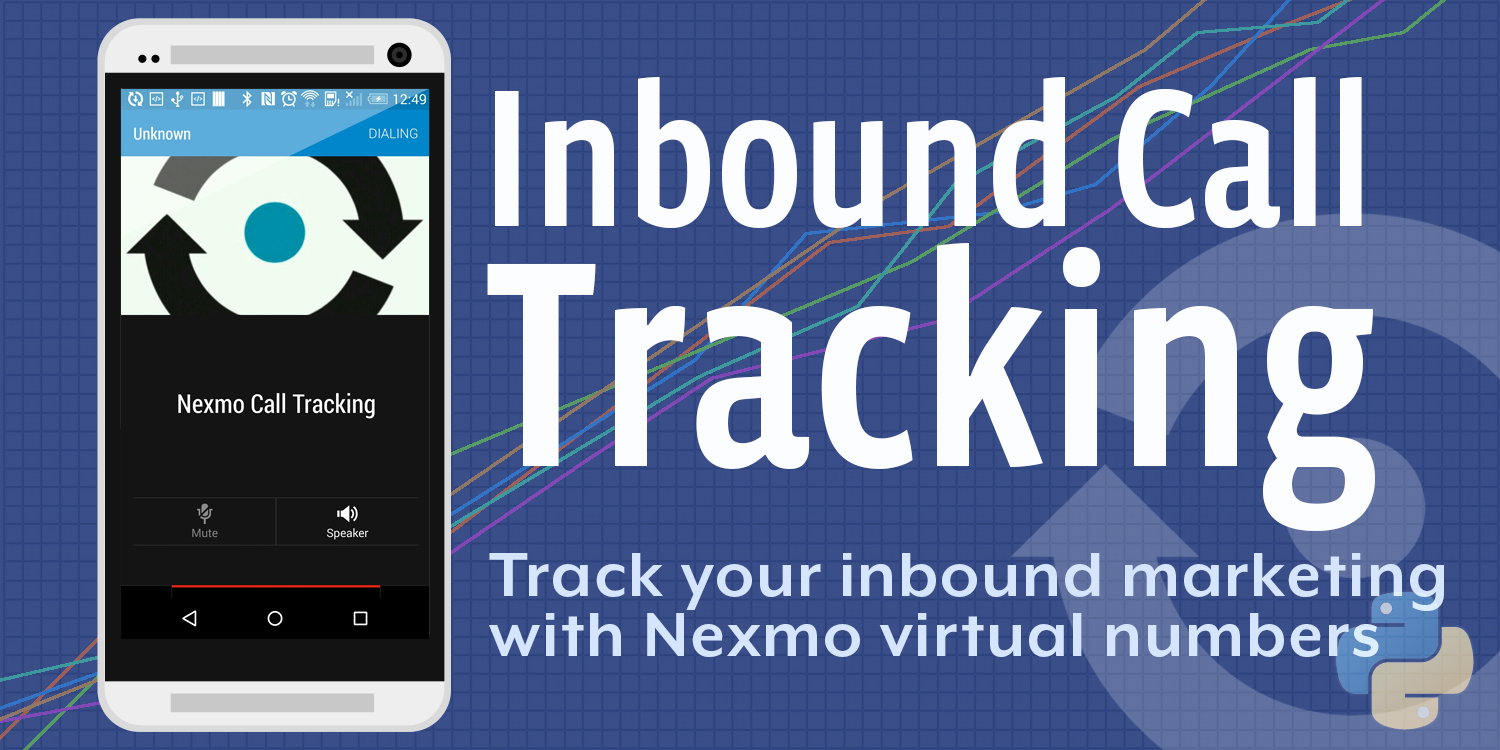 12:49
Unknown DIALING
Nexmo Call Tracking
Mute Speaker
Inbound Call
Tracking
Track your inbound marketing
with Nexmo virtual numbers